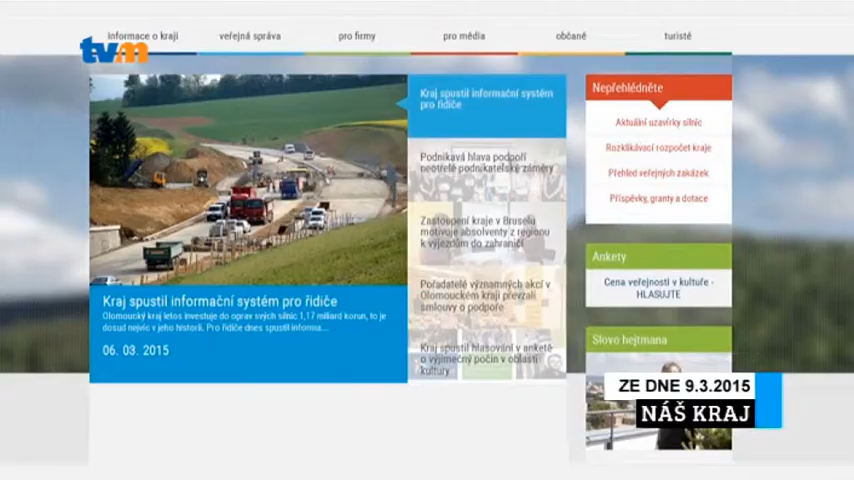 informace o kraji
veřejná správa
pro firmy
pro média
občané
turisté
tvm
Kraj spustil informační systém pro řidiče
Olomoucký kraj letos investuje do oprav svých silnic 1,17 miliard korun, to je
dosud nejvíc v jeho historii. Pro řidiče dnes spustil informa...
06. 03. 2015
Kraj spustil informační systém
pro řidiče
Podnikavá hlava podpoří
neotřelé podnikatelské záměry
Zastoupení kraje v Bruselu
motivuje absolventy z regionu
k výjezdům do zahraničí
Pořadatelé významných akcí v
Olomouckém kraji převzali
smlouvy o podpoře
Kraj spustil hlasování v anketě
o výjimečný počin v oblasti
kultury
Nepřehlédněte
Aktuální uzavírky silnic
Rozklikávací rozpočet kraje
Přehled veřejných zakázek
Příspěvky, granty a dotace
Ankety
Cena veřejnosti v kultuře -
HLASUJTE
Slovo hejtmana
ZE DNE 9.3.2015
NÁŠ KRAJ